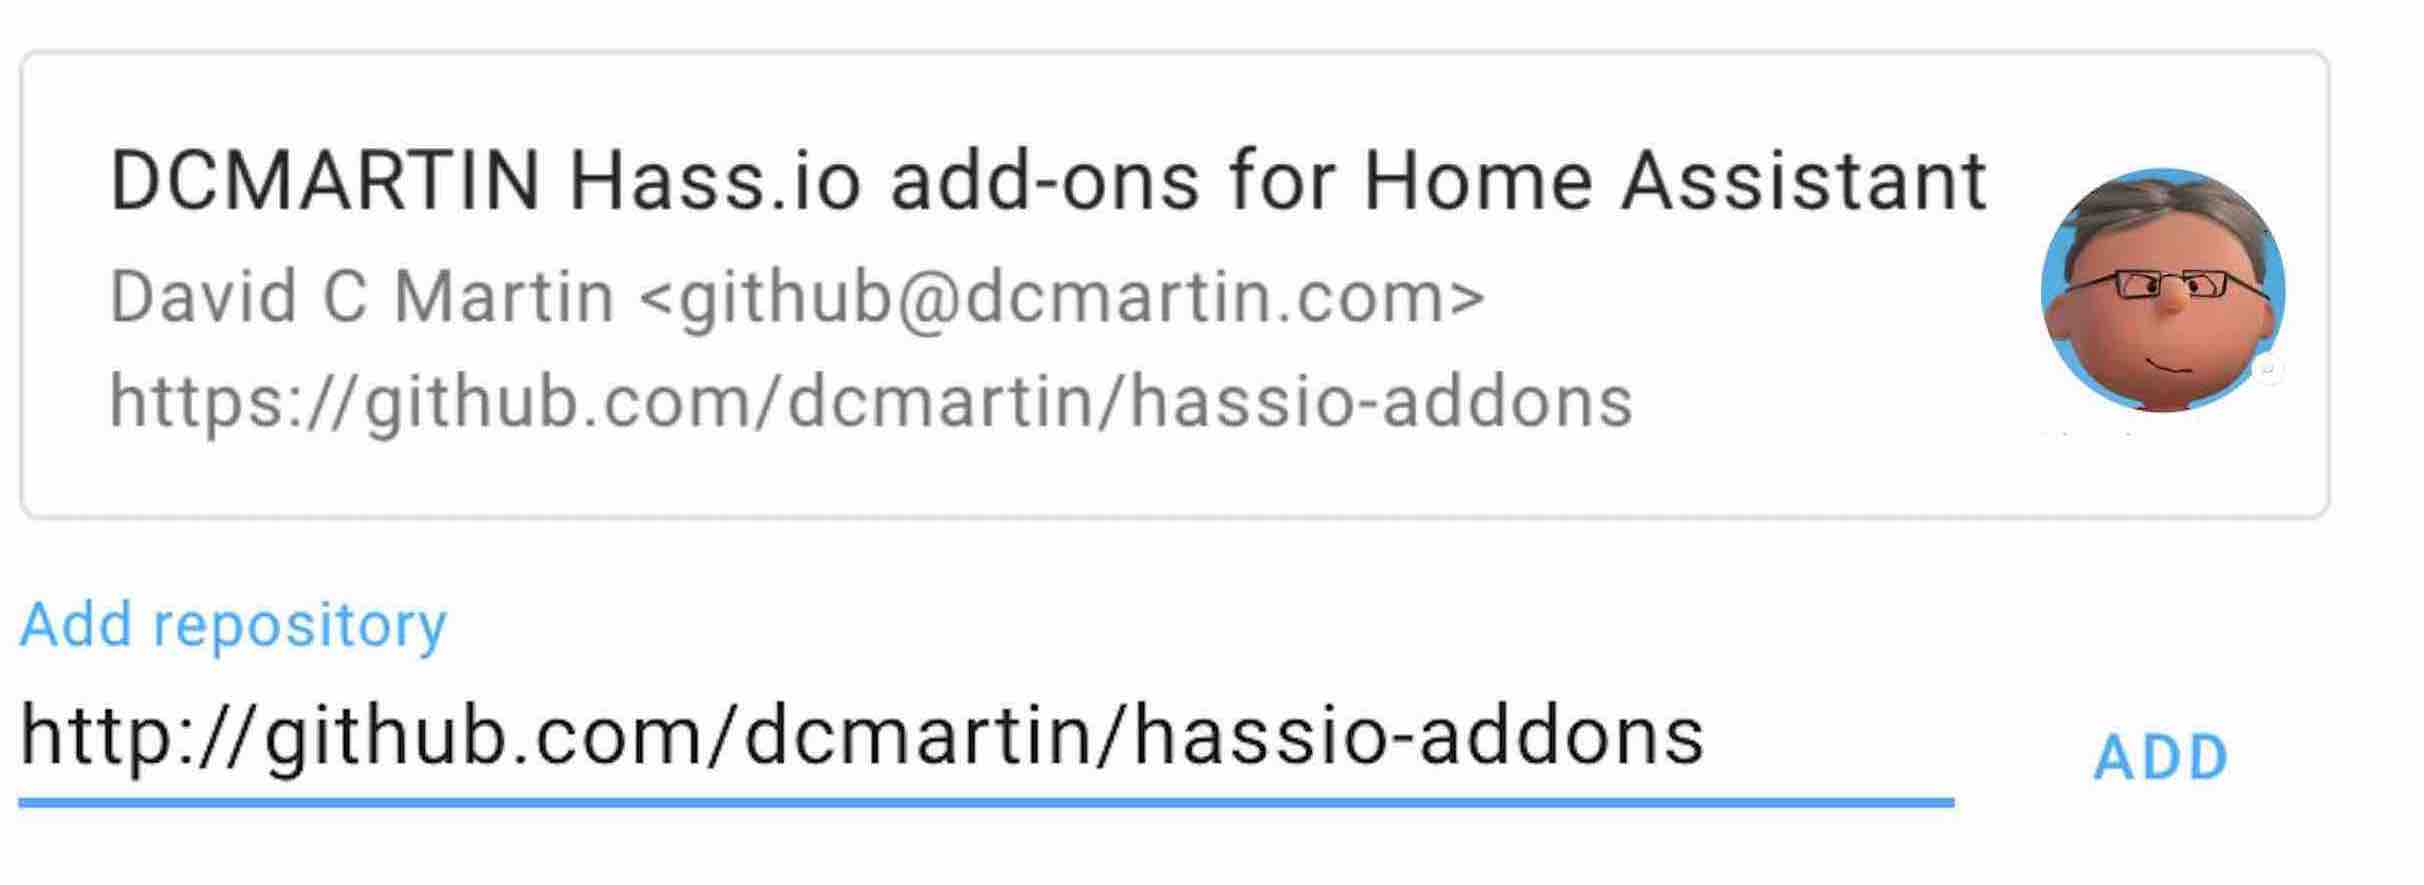 DCMARTIN Hass.io add-ons for Home Assistant
David C Martin <github@dcmartin.com>
https://github.com/dcmartin/hassio-addons
Add repository
http://github.com/dcmartin/hassio-addons
ADD